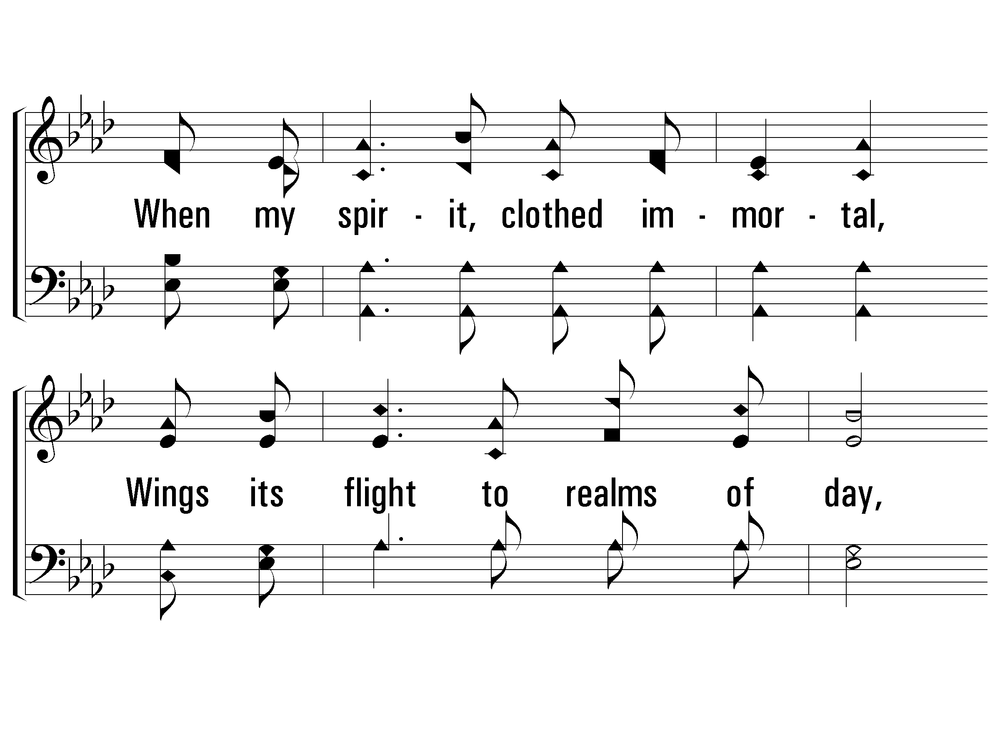 When my spir - it, clothed im - mor - tal,
Wings its flight to realms of day,